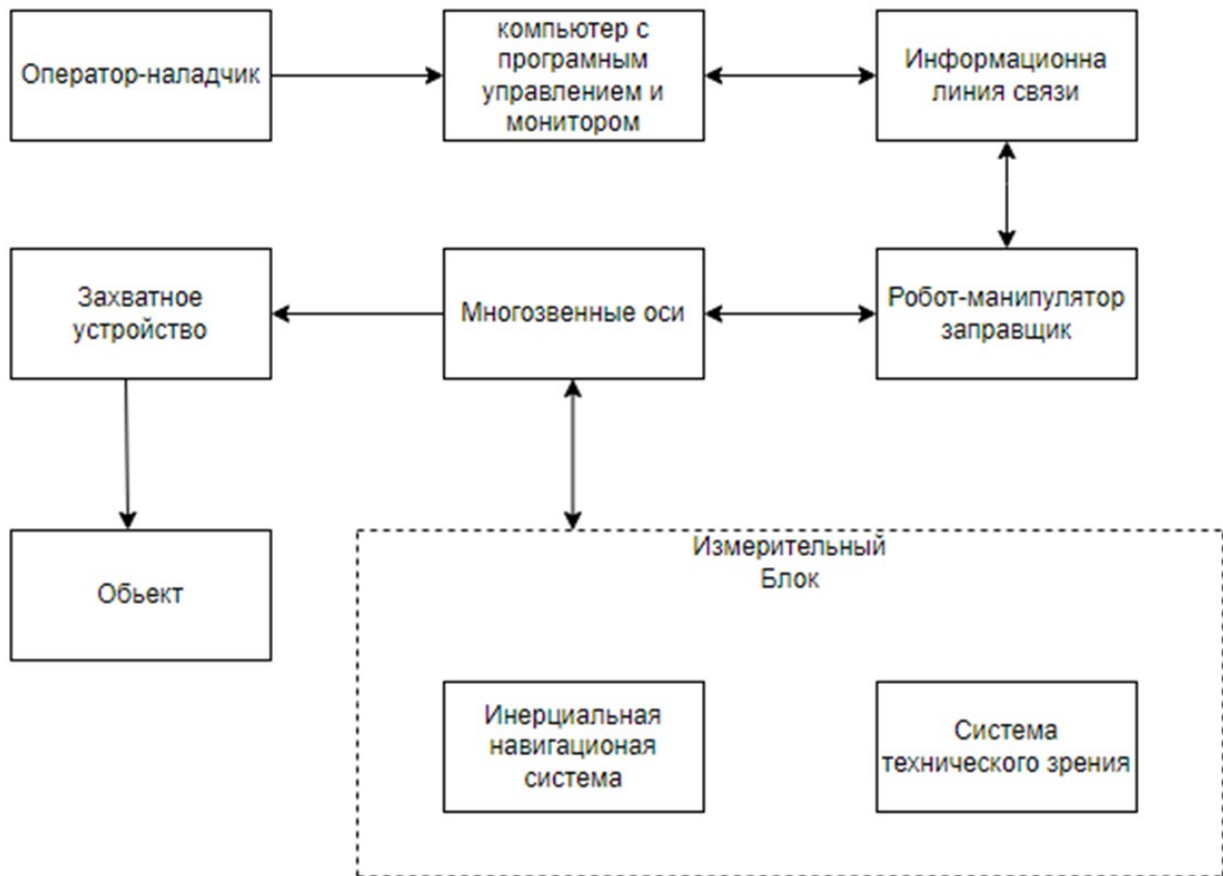 Оператор-наладчик
компьютер с
програмным
управлением и
монитором
Информационна
линия связи
Захватное
устройство
Многозвенные оси
Робот-манипулятор
заправщик
Обьект
Измерительный
Блок
Инерциальная
навигационая
система
Система
технического зрения